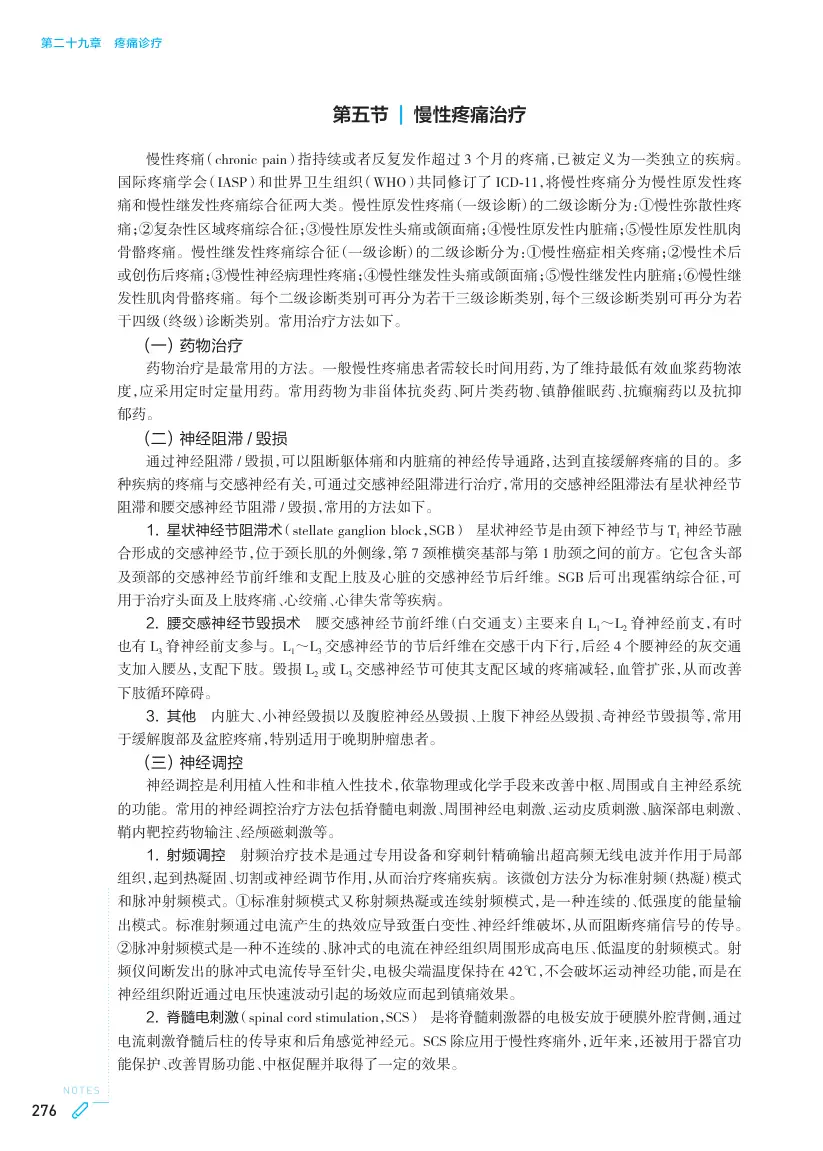 第二十九章　疼痛诊疗
第五节 | 慢性疼痛治疗
慢性疼痛(chronic pain)指持续或者反复发作超过 3 个月的疼痛,已被定义为一类独立的疾病。
国际疼痛学会(IASP)和世界卫生组织(WHO)共同修订了 ICD-11,将慢性疼痛分为慢性原发性疼
痛和慢性继发性疼痛综合征两大类。慢性原发性疼痛(一级诊断)的二级诊断分为:①慢性弥散性疼
痛;②复杂性区域疼痛综合征;③慢性原发性头痛或颌面痛;④慢性原发性内脏痛;⑤慢性原发性肌肉
骨骼疼痛。慢性继发性疼痛综合征(一级诊断)的二级诊断分为:①慢性癌症相关疼痛;②慢性术后
或创伤后疼痛;③慢性神经病理性疼痛;④慢性继发性头痛或颌面痛;⑤慢性继发性内脏痛;⑥慢性继
发性肌肉骨骼疼痛。每个二级诊断类别可再分为若干三级诊断类别,每个三级诊断类别可再分为若
干四级(终级)诊断类别。常用治疗方法如下。
(一)药物治疗
药物治疗是最常用的方法。一般慢性疼痛患者需较长时间用药,为了维持最低有效血浆药物浓
度,应采用定时定量用药。常用药物为非甾体抗炎药、阿片类药物、镇静催眠药、抗癫痫药以及抗抑
郁药。
(二)神经阻滞 / 毁损
通过神经阻滞 / 毁损,可以阻断躯体痛和内脏痛的神经传导通路,达到直接缓解疼痛的目的。多
种疾病的疼痛与交感神经有关,可通过交感神经阻滞进行治疗,常用的交感神经阻滞法有星状神经节
阻滞和腰交感神经节阻滞 / 毁损,常用的方法如下。
1. 星状神经节阻滞术(stellate ganglion block,SGB)　星状神经节是由颈下神经节与 T₁ 神经节融
合形成的交感神经节,位于颈长肌的外侧缘,第 7 颈椎横突基部与第 1 肋颈之间的前方。它包含头部
及颈部的交感神经节前纤维和支配上肢及心脏的交感神经节后纤维。SGB 后可出现霍纳综合征,可
用于治疗头面及上肢疼痛、心绞痛、心律失常等疾病。
2. 腰交感神经节毁损术　腰交感神经节前纤维(白交通支)主要来自 L₁～L₂ 脊神经前支,有时
也有 L₃ 脊神经前支参与。L₁～L₃ 交感神经节的节后纤维在交感干内下行,后经 4 个腰神经的灰交通
支加入腰丛,支配下肢。毁损 L₂ 或 L₃ 交感神经节可使其支配区域的疼痛减轻,血管扩张,从而改善
下肢循环障碍。
3. 其他　内脏大、小神经毁损以及腹腔神经丛毁损、上腹下神经丛毁损、奇神经节毁损等,常用
于缓解腹部及盆腔疼痛,特别适用于晚期肿瘤患者。
(三)神经调控
神经调控是利用植入性和非植入性技术,依靠物理或化学手段来改善中枢、周围或自主神经系统
的功能。常用的神经调控治疗方法包括脊髓电刺激、周围神经电刺激、运动皮质刺激、脑深部电刺激、
鞘内靶控药物输注、经颅磁刺激等。
1. 射频调控　射频治疗技术是通过专用设备和穿刺针精确输出超高频无线电波并作用于局部
组织,起到热凝固、切割或神经调节作用,从而治疗疼痛疾病。该微创方法分为标准射频(热凝)模式
和脉冲射频模式。①标准射频模式又称射频热凝或连续射频模式,是一种连续的、低强度的能量输
出模式。标准射频通过电流产生的热效应导致蛋白变性、神经纤维破坏,从而阻断疼痛信号的传导。
②脉冲射频模式是一种不连续的、脉冲式的电流在神经组织周围形成高电压、低温度的射频模式。射
频仪间断发出的脉冲式电流传导至针尖,电极尖端温度保持在 42℃,不会破坏运动神经功能,而是在
神经组织附近通过电压快速波动引起的场效应而起到镇痛效果。
2. 脊髓电刺激(spinal cord stimulation,SCS)　是将脊髓刺激器的电极安放于硬膜外腔背侧,通过
电流刺激脊髓后柱的传导束和后角感觉神经元。SCS 除应用于慢性疼痛外,近年来,还被用于器官功
能保护、改善胃肠功能、中枢促醒并取得了一定的效果。
NOTES
276